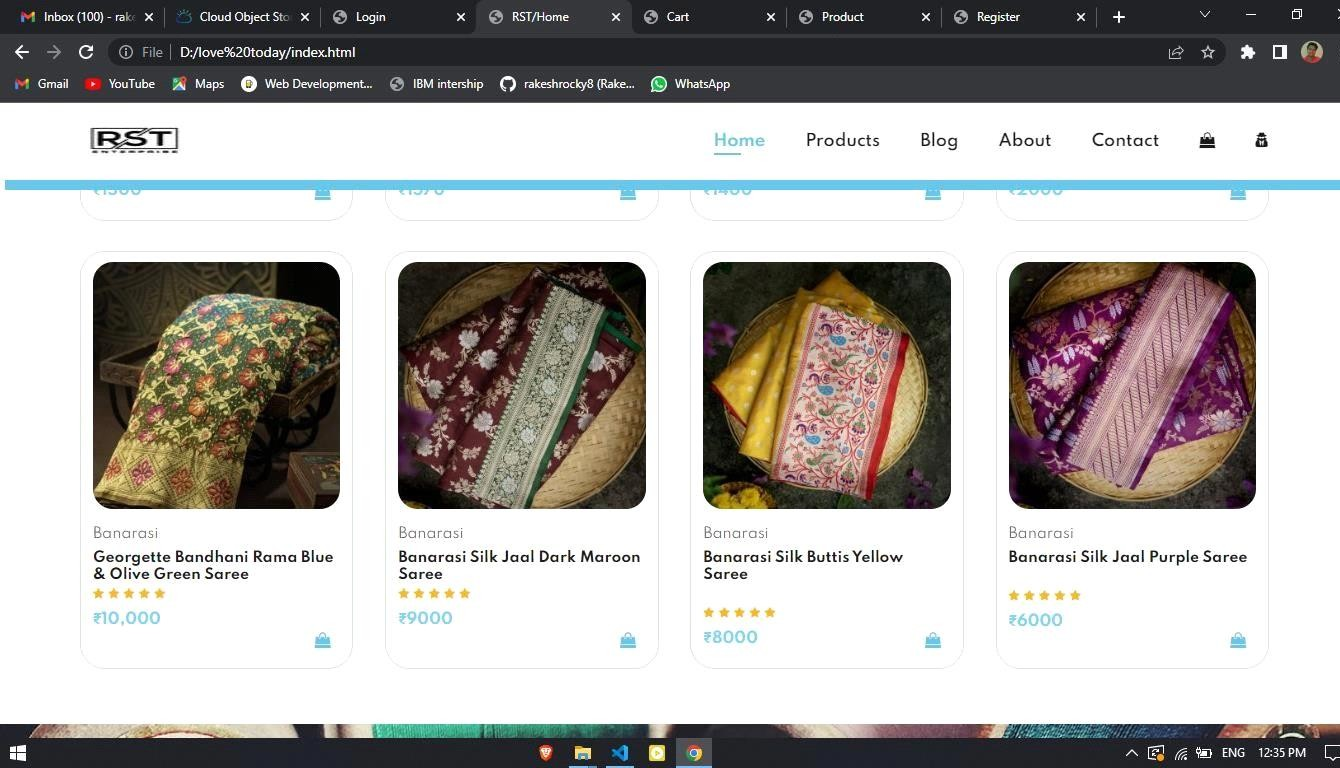 Inbox (100) - rak
Cloud Object Sto
Login
RST/Home
Cart
Product
Register
File
D:/love%20today/index.html
Gmail
YouTube
Maps
Web Development...
IBM intership
rakeshrocky8 (Rake...
WhatsApp
RST
ENTERPRISE
Home
Products
Blog
About
Contact
Banarasi
Georgette Bandhani Rama Blue
& Olive Green Saree
₹10,000
Banarasi
Banarasi Silk Jaal Dark Maroon
Saree
₹9000
Banarasi
Banarasi Silk Buttis Yellow
Saree
₹8000
Banarasi
Banarasi Silk Jaal Purple Saree
₹6000
ENG
12:35 PM